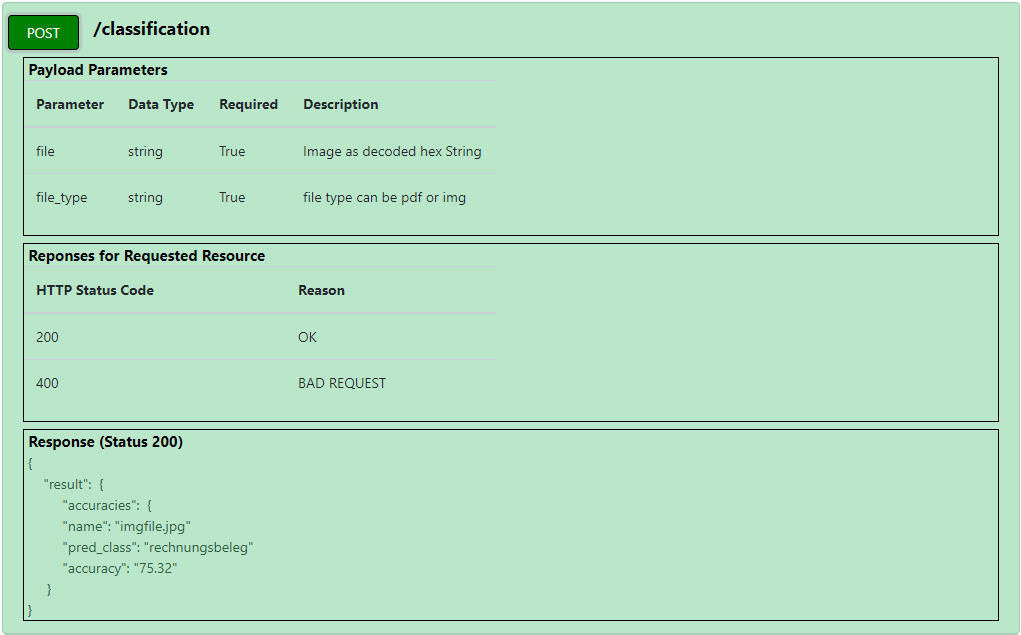 POST /classification
Payload Parameters
Parameter Data Type Required Description
file string True Image as decoded hex String
file_type string True file type can be pdf or img
Reponses for Requested Resource
HTTP Status Code Reason
200 OK
400 BAD REQUEST
Response (Status 200)
{
"result": {
"accuracies": {
"name": "imgfile.jpg"
"pred_class": "rechnungsbeleg"
"accuracy": "75.32"
}
}